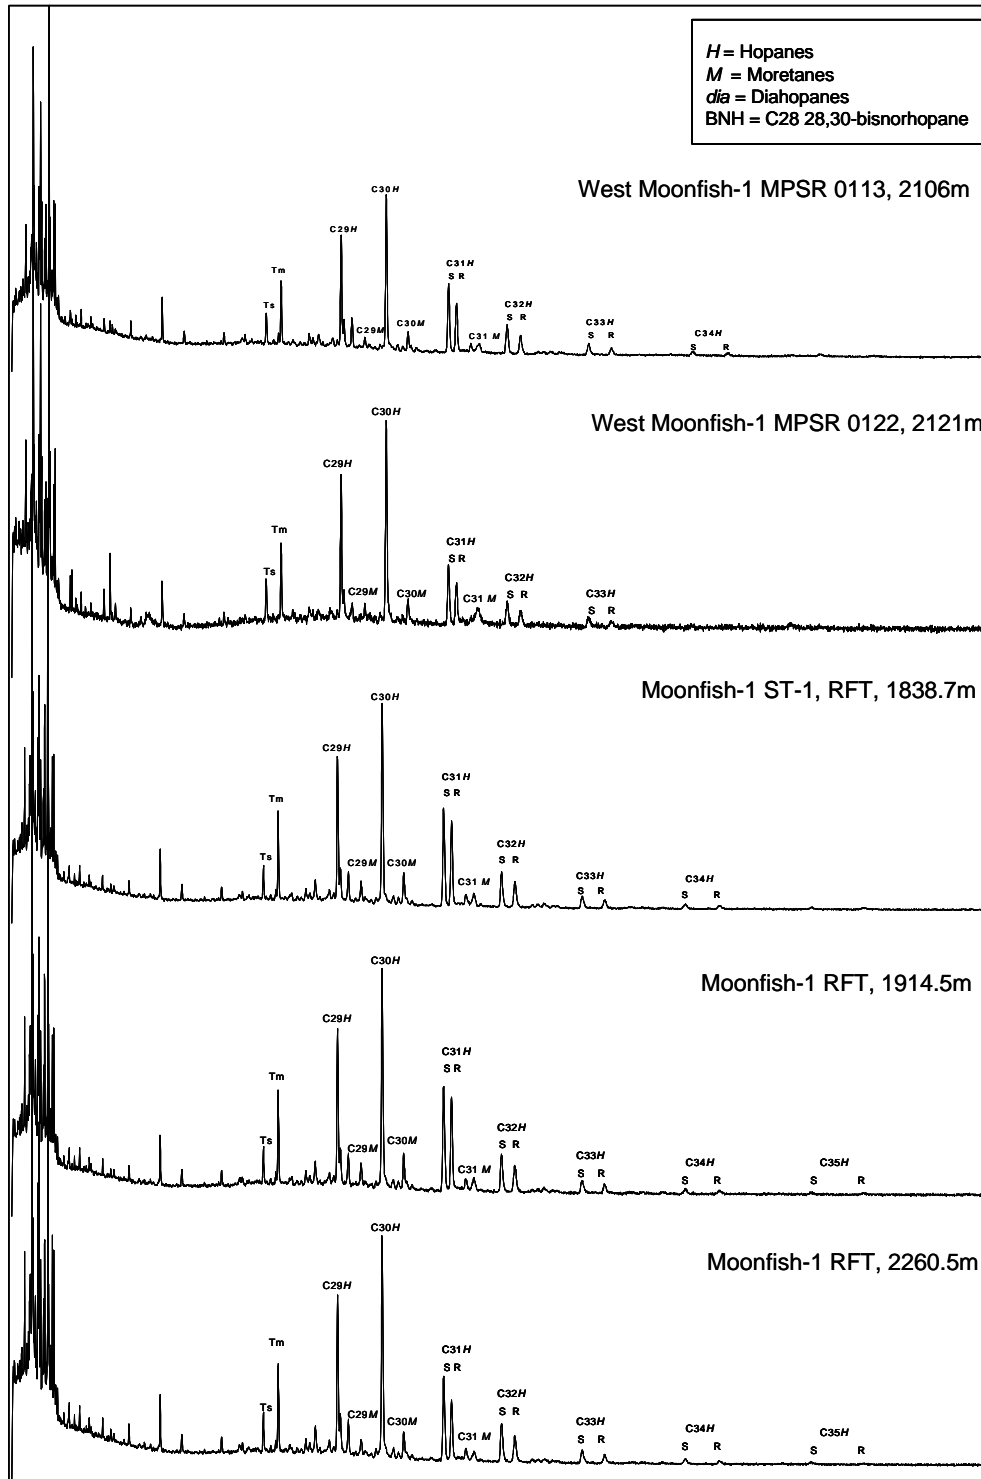 H = Hopanes
M = Moretanes
dia = Diahopanes
BNH = C28 28,30-bisnorhopane
West Moonfish-1 MPSR 0113, 2106m
C30H
C29H
Tm
Ts
C29M
C30M
C31H
S R
C31 M
C32H
S R
C33H
S R
C34H
S R
West Moonfish-1 MPSR 0122, 2121m
C30H
C29H
Tm
Ts
C29M
C30M
C31H
S R
C31 M
C32H
S R
C33H
S R
Moonfish-1 ST-1, RFT, 1838.7m
C30H
C29H
Tm
Ts
C29M
C30M
C31H
S R
C31 M
C32H
S R
C33H
S R
C34H
S R
Moonfish-1 RFT, 1914.5m
C30H
C29H
Tm
Ts
C29M
C30M
C31H
S R
C31 M
C32H
S R
C33H
S R
C34H
S R
C35H
S R
Moonfish-1 RFT, 2260.5m
C30H
C29H
Tm
Ts
C29M
C30M
C31H
S R
C31 M
C32H
S R
C33H
S R
C34H
S R
C35H
S R